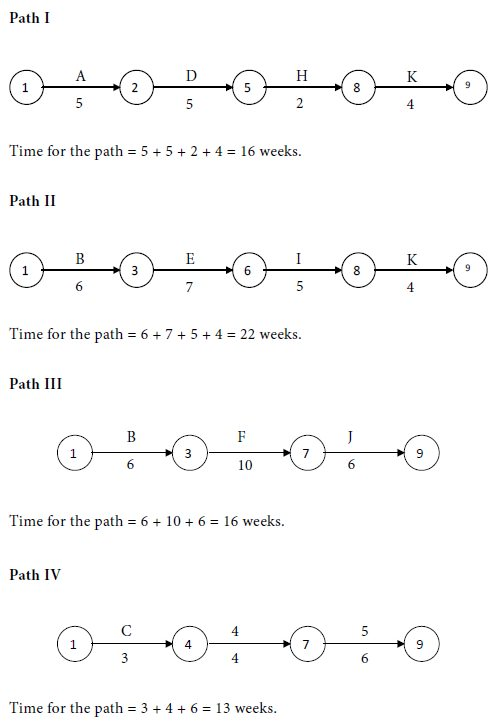 Path I
A D H K
1 2 5 8 9
5 5 2 4
Time for the path = 5 + 5 + 2 + 4 = 16 weeks.
Path II
B E I K
1 3 6 8 9
6 7 5 4
Time for the path = 6 + 7 + 5 + 4 = 22 weeks.
Path III
B F J
1 3 7 9
6 10 6
Time for the path = 6 + 10 + 6 = 16 weeks.
Path IV
C 4 5
1 4 7 9
3 4 6
Time for the path = 3 + 4 + 6 = 13 weeks.